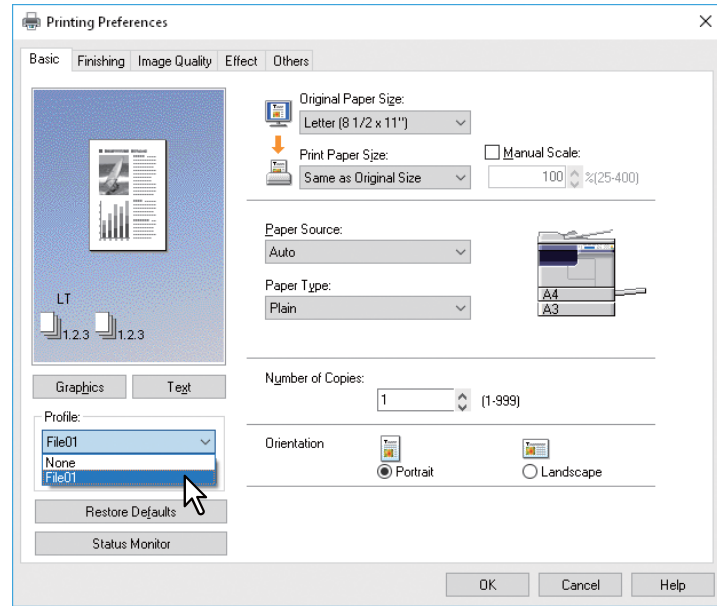 Printing Preferences
Basic Finishing Image Quality Effect Others
Original Paper Size:
Letter (8 1/2 x 11")
Print Paper Size:
Same as Original Size
Manual Scale:
100 %(25-400)
Paper Source:
Auto
Paper Type:
Plain
A4
A3
LT
1.2.3 1.2.3
Graphics Text
Number of Copies:
1 (1-999)
Profile:
File01
None
File01
Orientation
Portrait Landscape
Restore Defaults
Status Monitor
OK Cancel Help